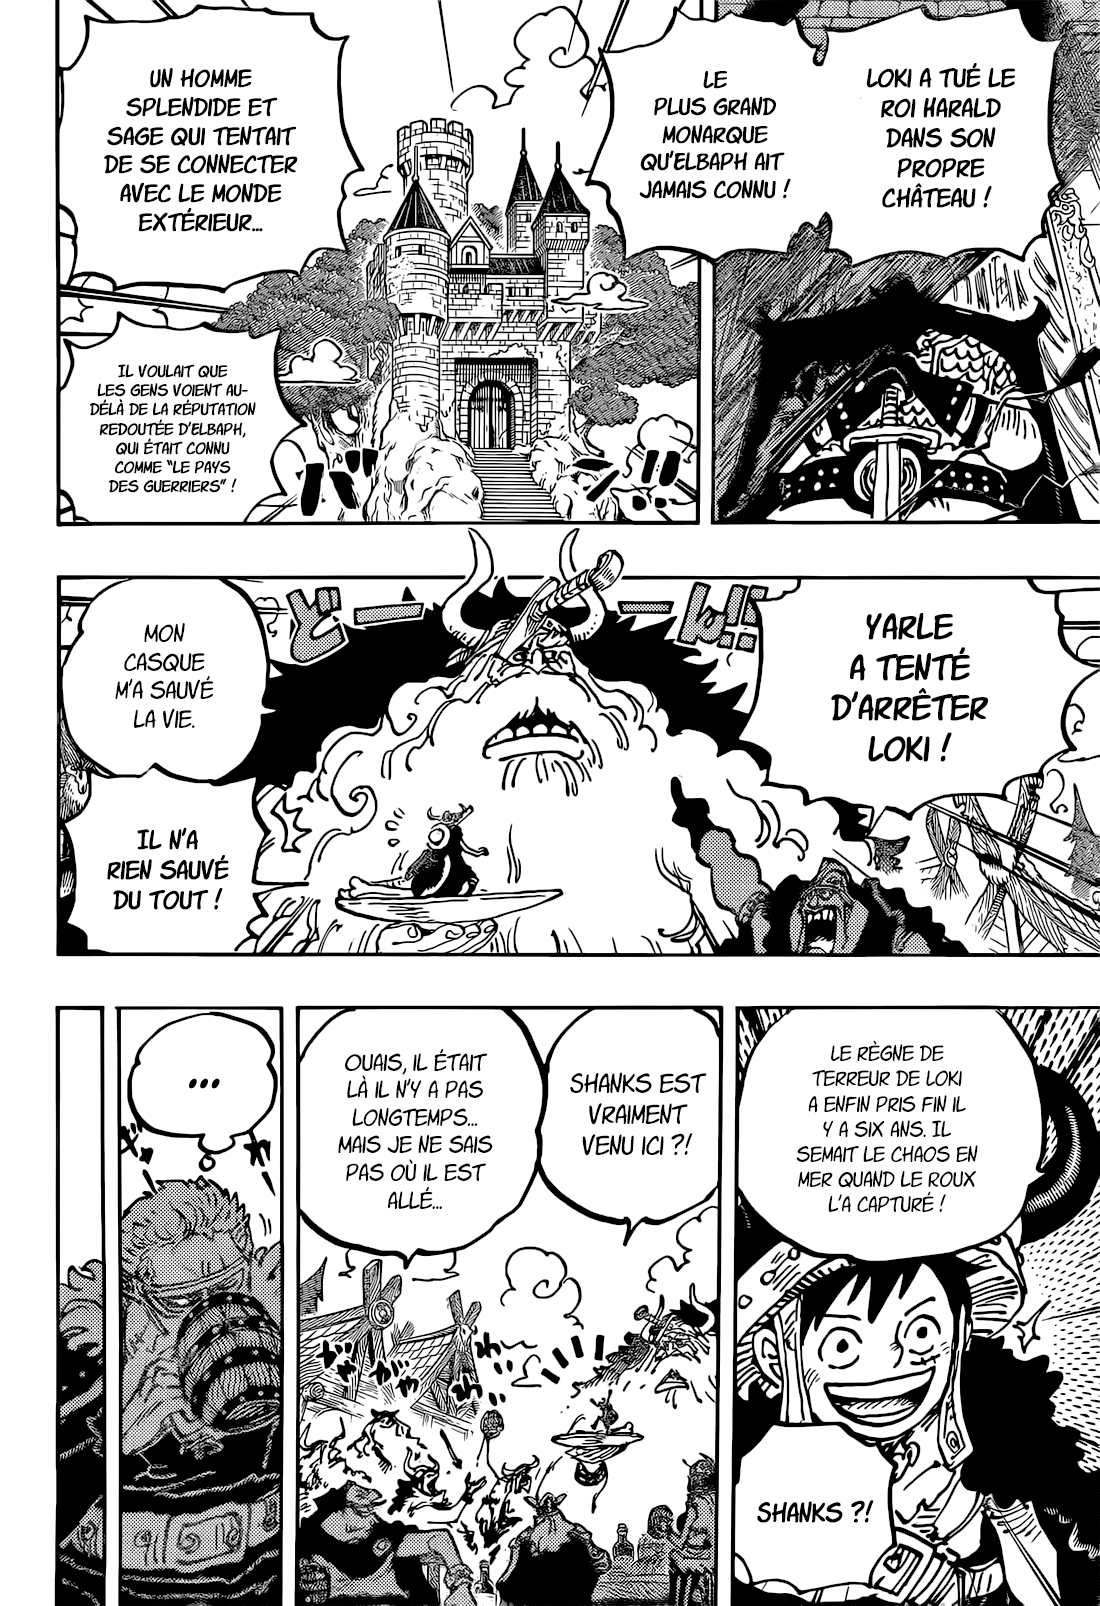 LOKI A TUÉ LE
ROI HARALD
DANS SON
PROPRE
CHÂTEAU !
LE
PLUS GRAND
MONARQUE
QU'ELBAPH AIT
JAMAIS CONNU !
UN HOMME
SPLENDIDE ET
SAGE QUI TENTAIT
DE SE CONNECTER
AVEC LE MONDE
EXTÉRIEUR...
IL VOULAIT QUE
LES GENS VOIENT AU-
DELÀ DE LA RÉPUTATION
REDOUTÉE D'ELBAPH,
QUI ÉTAIT CONNU
COMME "LE PAYS
DES GUERRIERS" !
YARLE
A TENTÉ
D'ARRÊTER
LOKI !
ドーーん!!
MON
CASQUE
M'A SAUVÉ
LA VIE.
IL N'A
RIEN SAUVÉ
DU TOUT !
LE RÈGNE DE
TERREUR DE LOKI
A ENFIN PRIS FIN IL
Y A SIX ANS. IL
SEMAIT LE CHAOS EN
MER QUAND LE ROUX
L'A CAPTURÉ !
SHANKS ?!
SHANKS EST
VRAIMENT
VENU ICI ?!
OUAIS, IL ÉTAIT
LÀ IL N'Y A PAS
LONGTEMPS...
MAIS JE NE SAIS
PAS OÙ IL EST
ALLÉ...
...